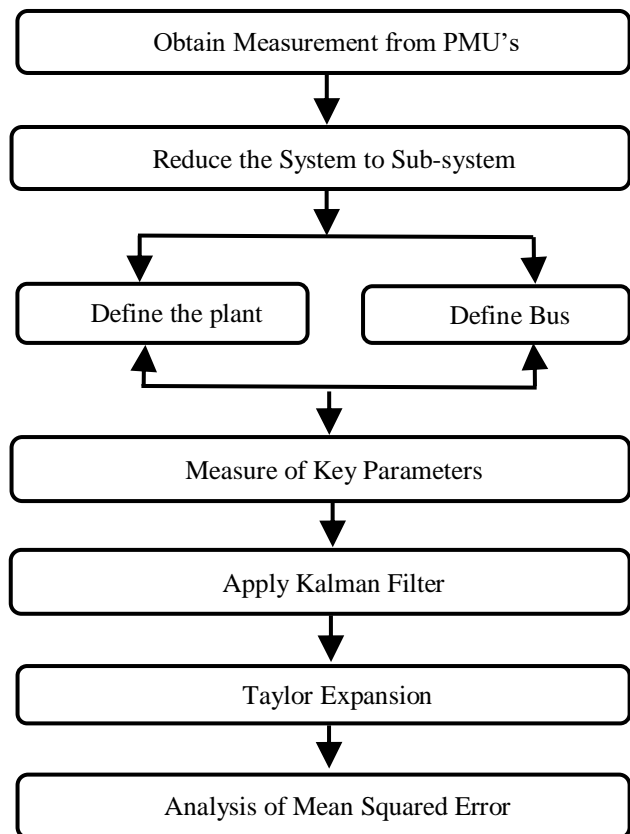 Obtain Measurement from PMU’s
Reduce the System to Sub-system
Define the plant
Define Bus
Measure of Key Parameters
Apply Kalman Filter
Taylor Expansion
Analysis of Mean Squared Error